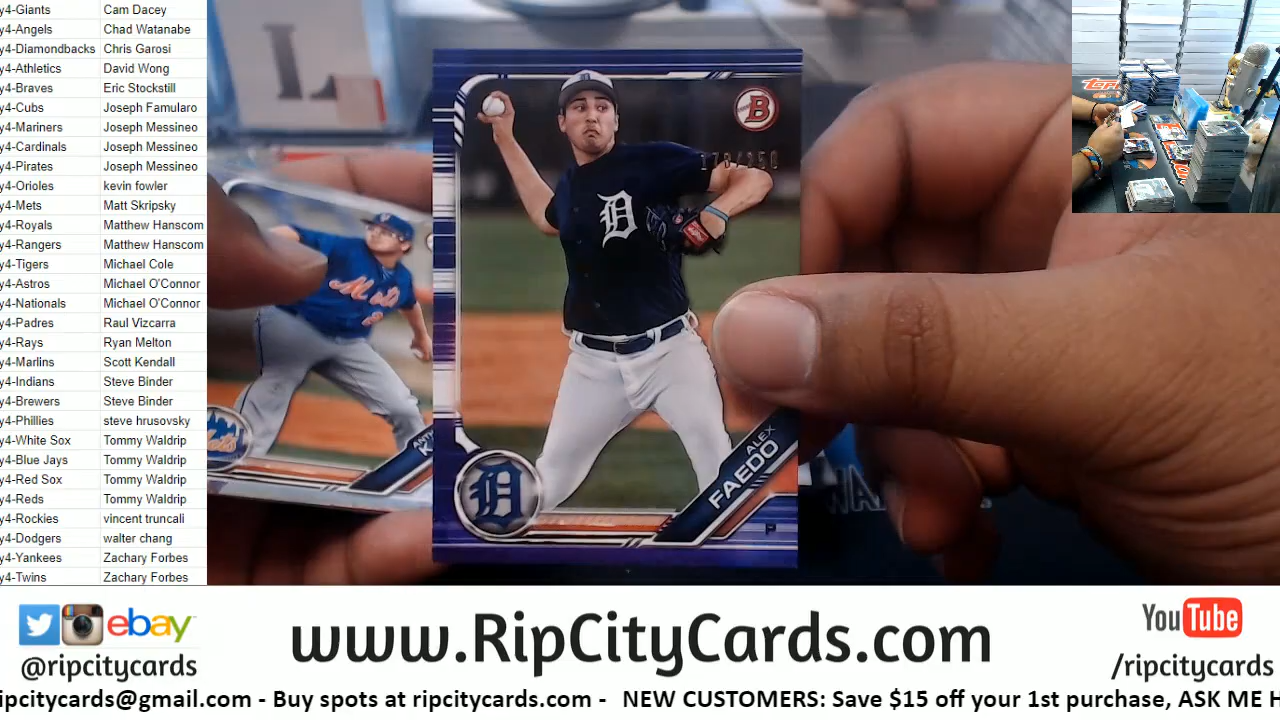 y4-Giants Cam Dacey
y4-Angels Chad Watanabe
y4-Diamondbacks Chris Garosi
y4-Athletics David Wong
y4-Braves Eric Stockstill
y4-Cubs Joseph Famularo
y4-Mariners Joseph Messineo
y4-Cardinals Joseph Messineo
y4-Pirates Joseph Messineo
y4-Orioles kevin fowler
y4-Mets Matt Skripsky
y4-Royals Matthew Hanscom
y4-Rangers Matthew Hanscom
y4-Tigers Michael Cole
y4-Astros Michael O'Connor
y4-Nationals Michael O'Connor
y4-Padres Raul Vizcarra
y4-Rays Ryan Melton
y4-Marlins Scott Kendall
y4-Indians Steve Binder
y4-Brewers Steve Binder
y4-Phillies steve hrusovsky
y4-White Sox Tommy Waldrip
y4-Blue Jays Tommy Waldrip
y4-Red Sox Tommy Waldrip
y4-Reds Tommy Waldrip
y4-Rockies vincent truncali
y4-Dodgers walter chang
y4-Yankees Zachary Forbes
y4-Twins Zachary Forbes
B
D
Mets
ALEX
FAEDO
P
ebay
@ripcitycards
www.RipCityCards.com
YouTube
/ripcitycards
ripcitycards@gmail.com - Buy spots at ripcitycards.com - NEW CUSTOMERS: Save $15 off your 1st purchase, ASK ME H